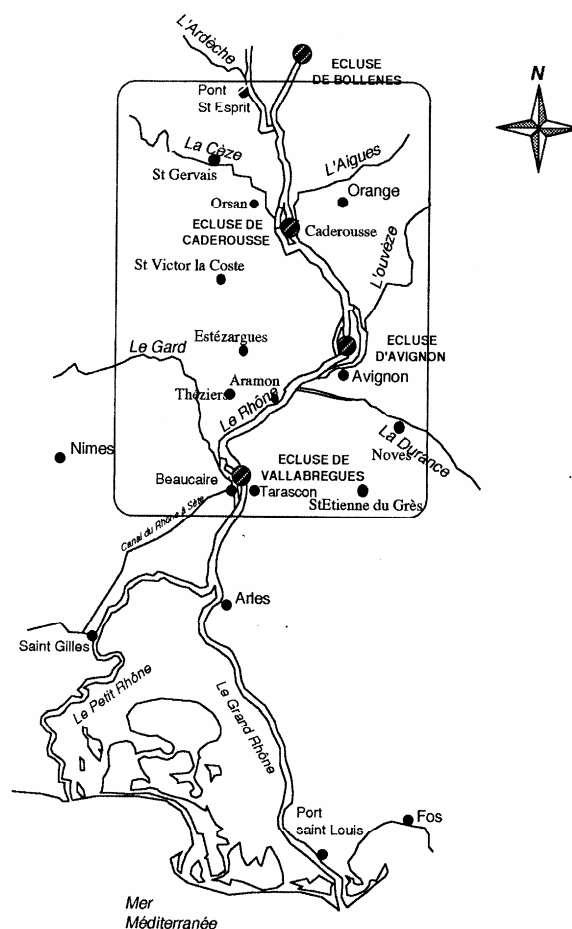 L'Ardèche
ECLUSE
DE BOLLENES
N
Pont
St Esprit
La Cèze
L'Aigues
St Gervais
Orange
Orsan
ECLUSE DE
CADEROUSSE
Caderousse
L'ouvèze
St Victor la Coste
Estézargues
Le Gard
ECLUSE
D'AVIGNON
Aramon
Avignon
Théziers
Le Rhône
La Durance
Noves
Nimes
ECLUSE DE
VALLABREGUES
Beaucaire
Tarascon
StEtienne du Grès
Canal du Rhône à Sète
Arles
Saint Gilles
Le Petit Rhône
Le Grand Rhône
Port
saint Louis
Fos
Mer
Méditerranée